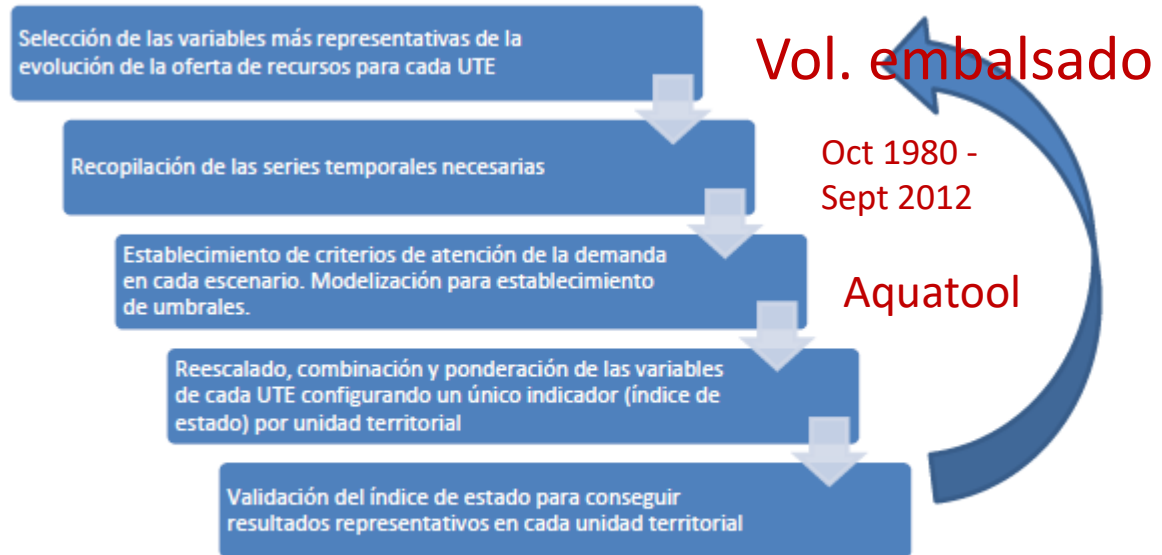 Selección de las variables más representativas de la
evolución de la oferta de recursos para cada UTE
Vol. embalsado
Recopilación de las series temporales necesarias
Oct 1980 -
Sept 2012
Establecimiento de criterios de atención de la demanda
en cada escenario. Modelización para establecimiento
de umbrales.
Aquatool
Reescalado, combinación y ponderación de las variables
de cada UTE configurando un único indicador (índice de
estado) por unidad territorial
Validación del índice de estado para conseguir
resultados representativos en cada unidad territorial